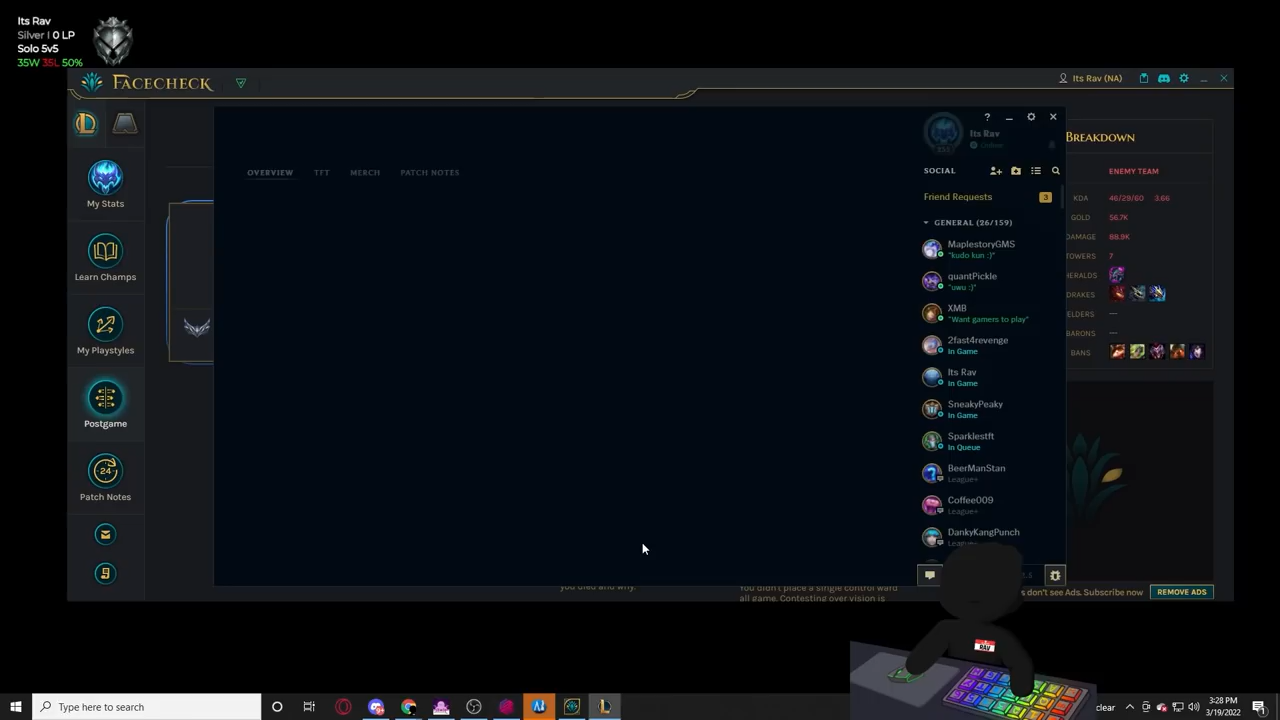 Its Rav
Silver I 0 LP
Solo 5v5
35W 35L 50%
FACECHECK
Its Rav (NA)
My Stats
Learn Champs
My Playstyles
Postgame
24
Patch Notes
OVERVIEW
TFT
MERCH
PATCH NOTES
Its Rav
Online
SOCIAL
Friend Requests
3
GENERAL (26/159)
MaplestoryGMS
"kudo kun :)"
quantPickle
"uwu :)"
XMB
"Want gamers to play"
2fast4revenge
In Game
Its Rav
In Game
SneakyPeaky
In Game
Sparklestft
In Queue
BeerManStan
League+
Coffee009
League+
DankyKangPunch
League+
BREAKDOWN
ENEMY TEAM
KDA 46/29/60 3.66
GOLD 56.7K
DAMAGE 88.9K
TOWERS 7
HERALDS
DRAKES
ELDERS ---
BARONS ---
BANS
you died and why.
You didn't place a single control ward
all game. Contesting over vision is
don't see Ads. Subscribe now
REMOVE ADS
RAV
Type here to search
clear
3:28 PM
3/19/2022